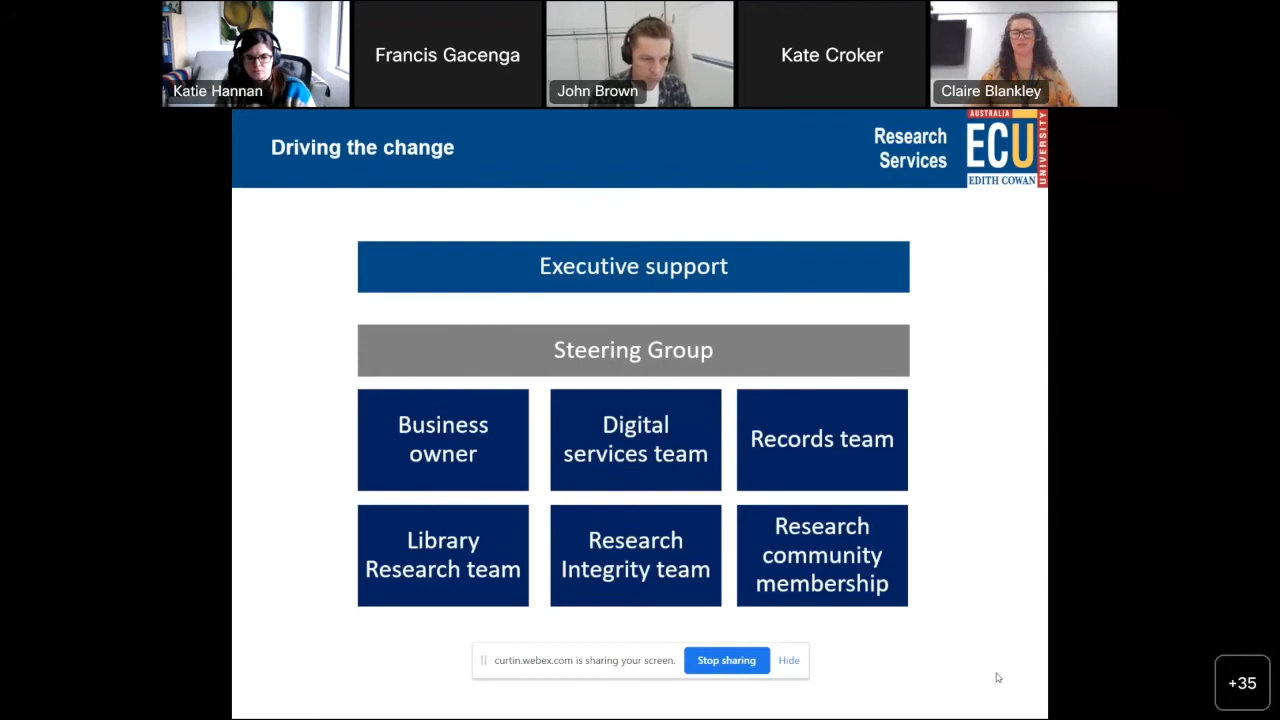 Katie Hannan
Francis Gacenga
John Brown
Kate Croker
Claire Blankley
Driving the change
Research
Services
AUSTRALIA
ECU
EDITH COWAN
UNIVERSITY
Executive support
Steering Group
Business
owner
Digital
services team
Records team
Library
Research team
Research
Integrity team
Research
community
membership
curtin.webex.com is sharing your screen.
Stop sharing
Hide
+35